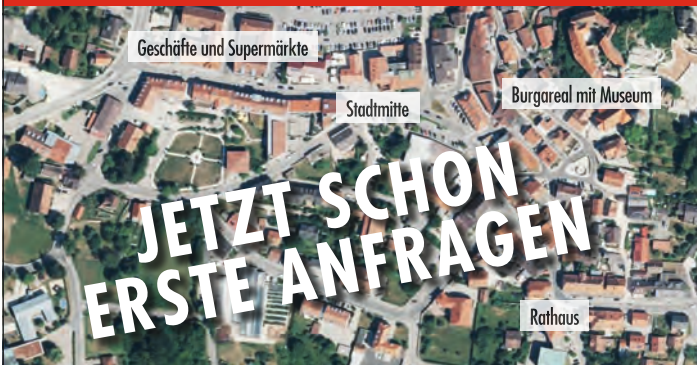 Geschäfte und Supermärkte
Stadtmitte
Burgareal mit Museum
JETZT SCHON
ERSTE ANFRAGEN
Rathaus